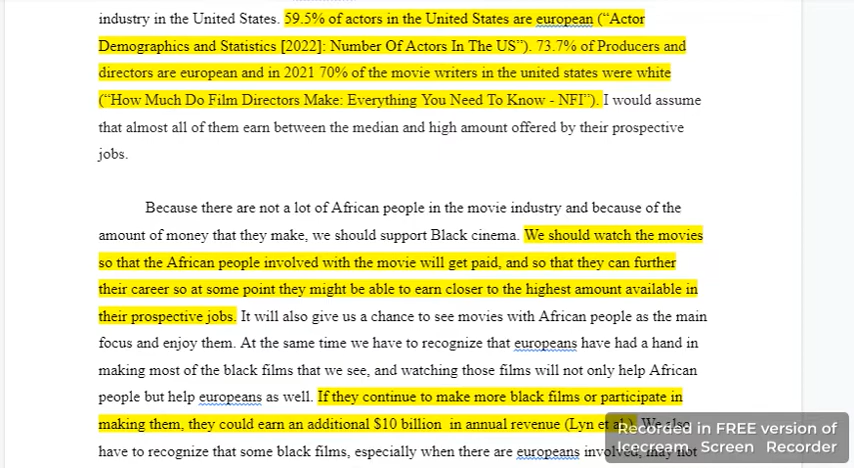 industry in the United States. 59.5% of actors in the United States are european (“Actor
Demographics and Statistics [2022]: Number Of Actors In The US”). 73.7% of Producers and
directors are european and in 2021 70% of the movie writers in the united states were white
(“How Much Do Film Directors Make: Everything You Need To Know - NFI”). I would assume
that almost all of them earn between the median and high amount offered by their prospective
jobs.
Because there are not a lot of African people in the movie industry and because of the
amount of money that they make, we should support Black cinema. We should watch the movies
so that the African people involved with the movie will get paid, and so that they can further
their career so at some point they might be able to earn closer to the highest amount available in
their prospective jobs. It will also give us a chance to see movies with African people as the main
focus and enjoy them. At the same time we have to recognize that europeans have had a hand in
making most of the black films that we see, and watching those films will not only help African
people but help europeans as well. If they continue to make more black films or participate in
making them, they could earn an additional $10 billion in annual revenue (Lyn et al.). We also
have to recognize that some black films, especially when there are europeans involved, may not
Recorded in FREE version of
Icecream Screen Recorder